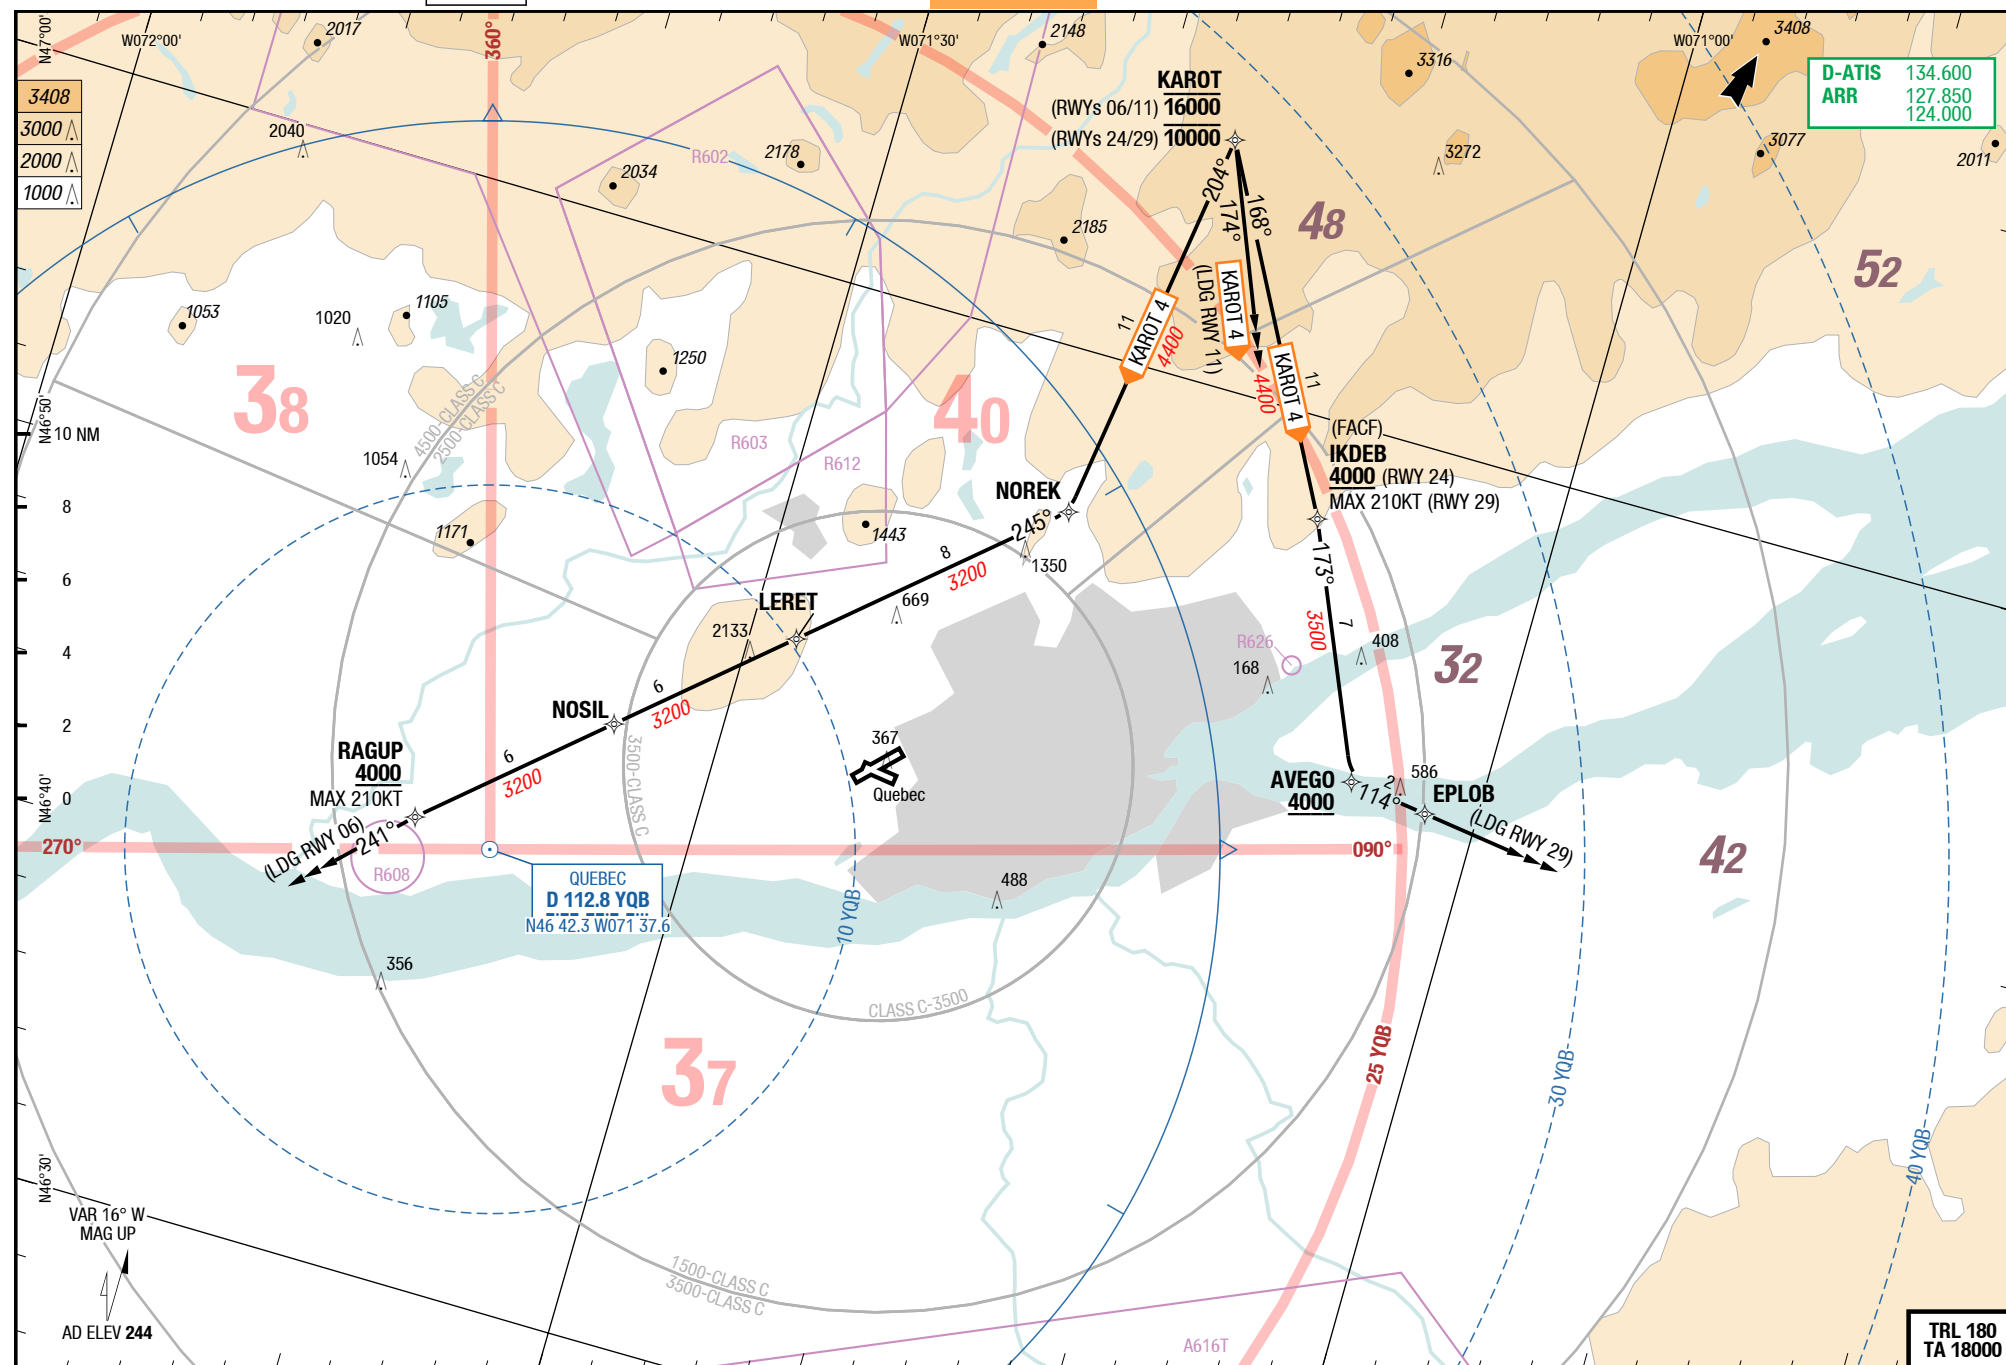 N47°00'
W072°00'
2017
360°
W071°30'
2148
3316
W071°00'
3408
D-ATIS 134.600
ARR 127.850
124.000
3408
3000
2000
1000
KAROT
(RWYs 06/11) 16000
(RWYs 24/29) 10000
2040
R602
2178
2034
3272
3077
2011
2185
204°
174°
168°
48
52
1053
1020
1105
1250
11
KAROT 4
4400
(LDG RWY 11)
KAROT 4
4400
KAROT 4
11
38
40
4500-CLASS C
2500-CLASS C
N46°50'
10 NM
R603
R612
1054
(FACF)
IKDEB
4000 (RWY 24)
MAX 210KT (RWY 29)
NOREK
245°
8
1171
1443
8
3200
1350
173°
6
LERET
669
2133
7
3500
R626
408
168
32
4
6
3200
NOSIL
2
3500-CLASS C
RAGUP
4000
MAX 210KT
6
3200
367
Quebec
AVEGO
4000
2
586
114°
EPLOB
(LDG RWY 29)
N46°40'
0
(LDG RWY 06)
241°
270°
090°
42
R608
QUEBEC
D 112.8 YQB
N46 42.3 W071 37.6
10 YQB
488
356
CLASS C-3500
37
25 YQB
30 YQB
40 YQB
N46°30'
VAR 16° W
MAG UP
AD ELEV 244
1500-CLASS C
3500-CLASS C
A616T
TRL 180
TA 18000